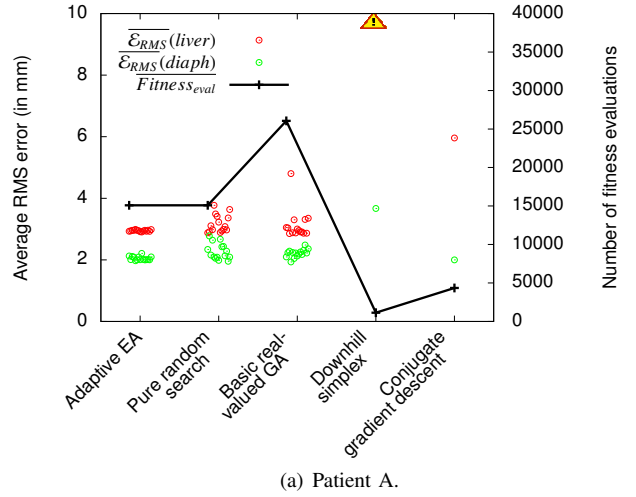 10
8
6
4
2
0
Average RMS error (in mm)
ε_RMS(liver)
ε_RMS(diaph)
Fitness_eval
!
40000
35000
30000
25000
20000
15000
10000
5000
0
Number of fitness evaluations
Adaptive EA
Pure random
search
Basic real-
valued GA
Downhill
simplex
Conjugate
gradient descent
(a) Patient A.